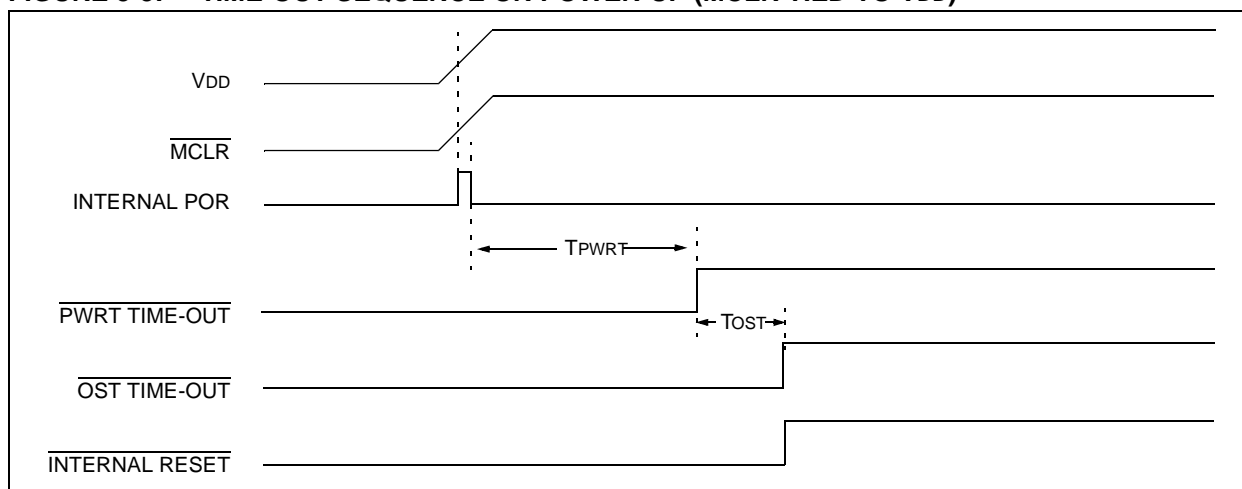 VDD
MCLR
INTERNAL POR
TPWRT
PWRT TIME-OUT
TOST
OST TIME-OUT
INTERNAL RESET